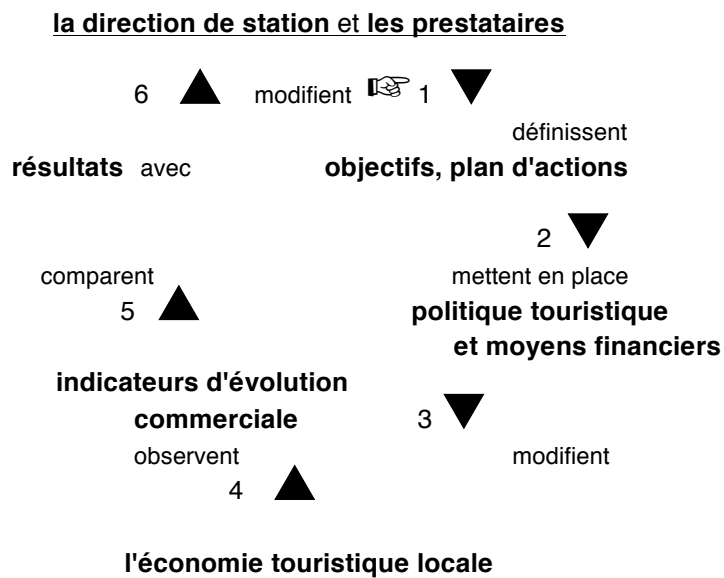 la direction de station et les prestataires
6 ▲ modifient ☞ 1 ▼
définissent
résultats avec objectifs, plan d'actions
2 ▼
comparent mettent en place
5 ▲ politique touristique
et moyens financiers
indicateurs d'évolution
commerciale 3 ▼
observent modifient
4 ▲
l'économie touristique locale